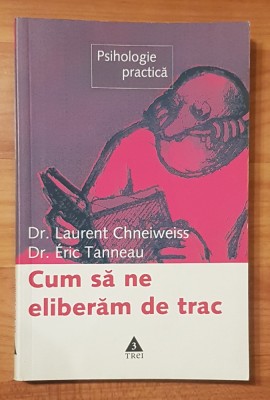 Psihologie
practică
Dr. Laurent Chneiweiss
Dr. Éric Tanneau
Cum să ne
eliberăm de trac
3
TREI